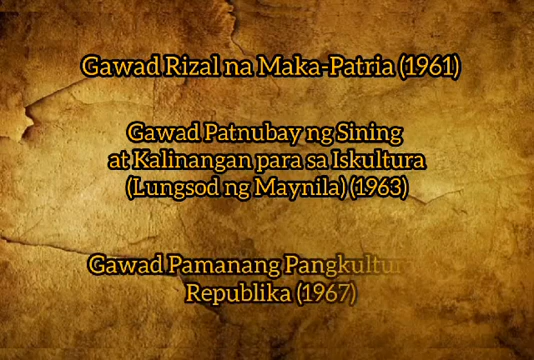 Gawad Rizal na Maka-Patria (1961)
Gawad Patnubay ng Sining
at Kalinangan para sa Iskultura
(Lungsod ng Maynila) (1963)
Gawad Pamanang Pangkultur
Republika (1967)